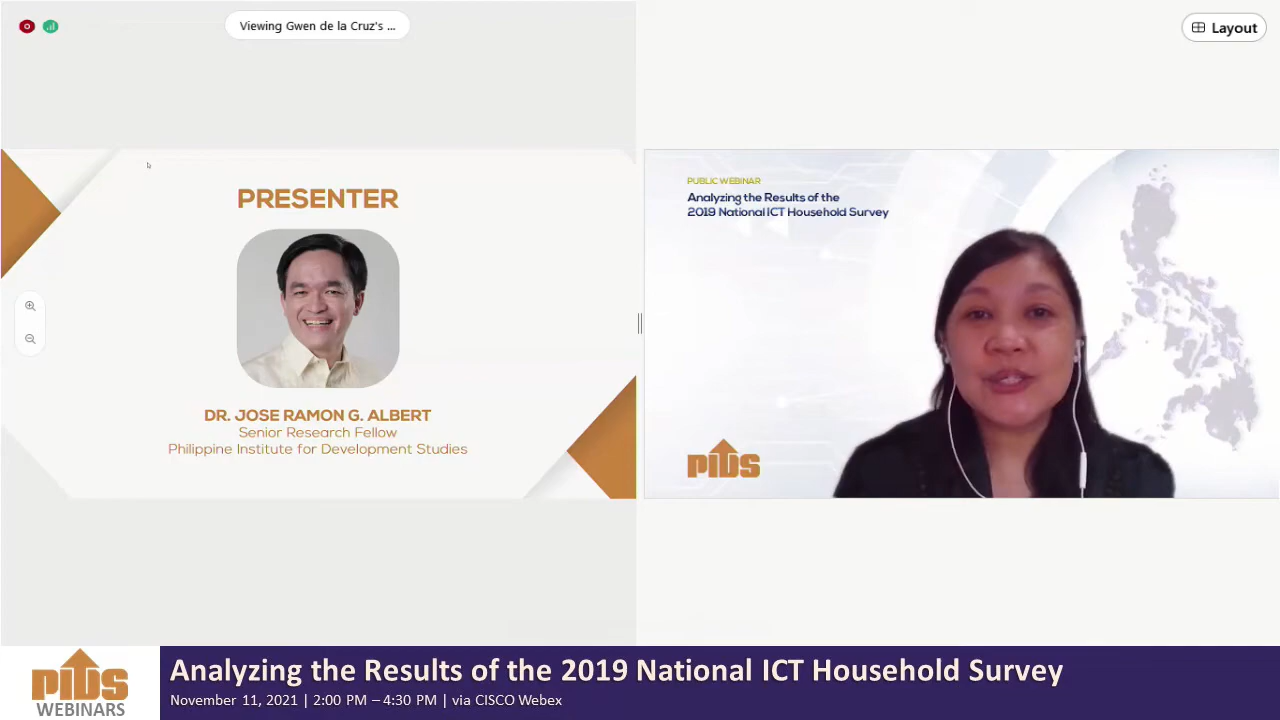 Viewing Gwen de la Cruz's ...
Layout
PRESENTER
DR. JOSE RAMON G. ALBERT
Senior Research Fellow
Philippine Institute for Development Studies
PUBLIC WEBINAR
Analyzing the Results of the
2019 National ICT Household Survey
PIDS
PIDS
WEBINARS
Analyzing the Results of the 2019 National ICT Household Survey
November 11, 2021 | 2:00 PM – 4:30 PM | via CISCO Webex